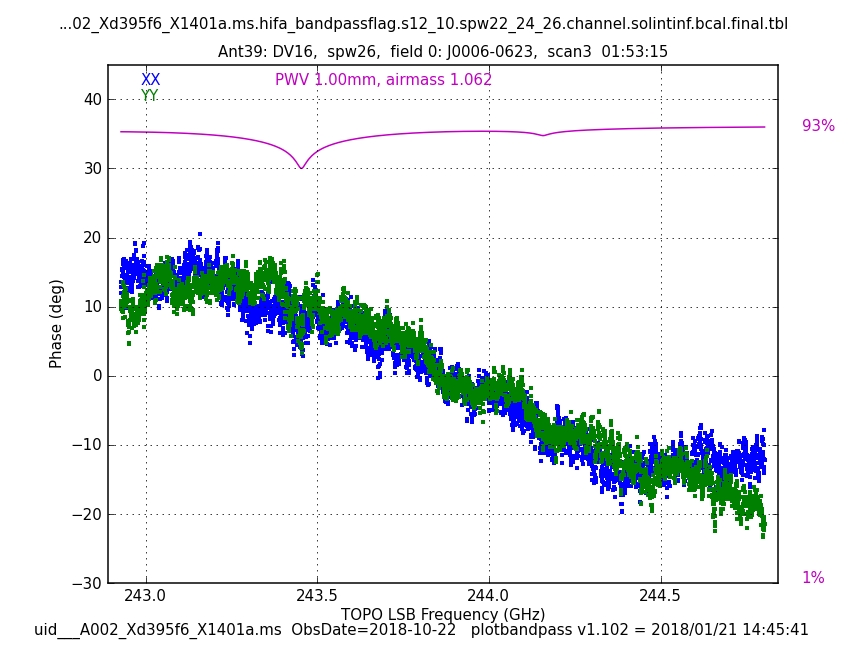 ...02_Xd395f6_X1401a.ms.hifa_bandpassflag.s12_10.spw22_24_26.channel.solintinf.bcal.final.tbl
Ant39: DV16,  spw26,  field 0: J0006-0623,  scan3  01:53:15
XX
PWV 1.00mm, airmass 1.062
YY
40
93%
30
20
10
0
−10
−20
−30
1%
Phase (deg)
243.0
243.5
244.0
244.5
TOPO LSB Frequency (GHz)
uid___A002_Xd395f6_X1401a.ms  ObsDate=2018-10-22   plotbandpass v1.102 = 2018/01/21 14:45:41